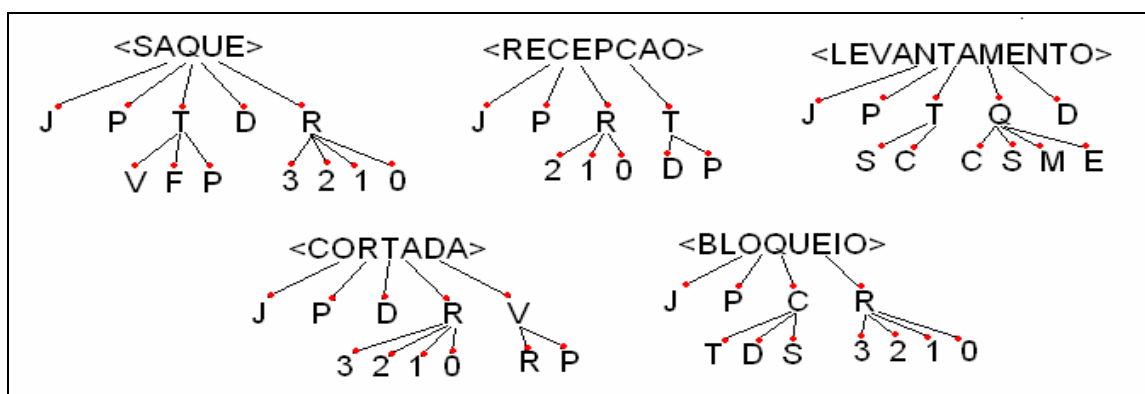 <SAQUE> <RECEPCAO> <LEVANTAMENTO>
J P T D R J P R T J P T Q D
V F P 3 2 1 0 2 1 0 D P S C C S M E
<CORTADA> <BLOQUEIO>
J P D R V J P C R
3 2 1 0 R P T D S 3 2 1 0